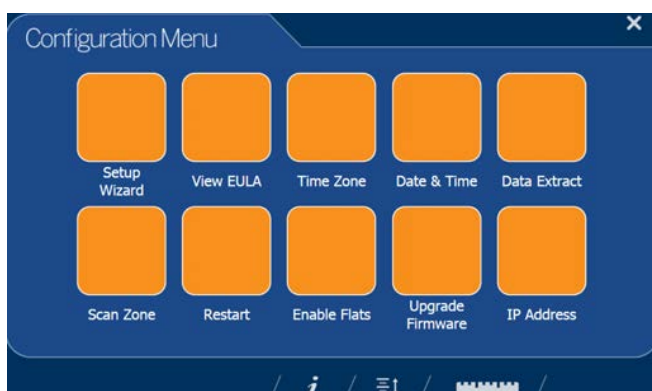 Configuration Menu
Setup
Wizard
View EULA
Time Zone
Date & Time
Data Extract
Scan Zone
Restart
Enable Flats
Upgrade
Firmware
IP Address